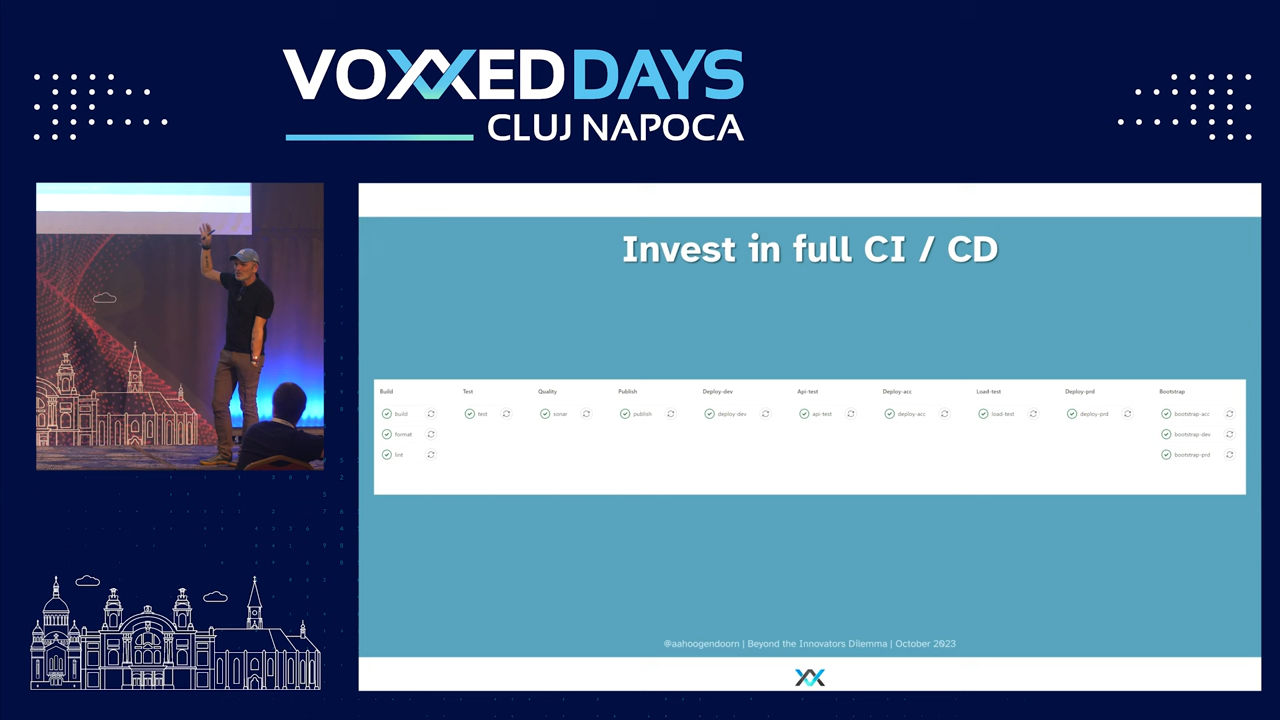 VOXXED DAYS
CLUJ NAPOCA
Invest in full CI / CD
Build Test Quality Publish Deploy-dev Api-test Deploy-acc Load-test Deploy-prd Bootstrap
build test sonar publish deploy-dev api-test deploy-acc load-test deploy-prd bootstrap-acc
format bootstrap-dev
lint bootstrap-prd
@aahoogendoorn | Beyond the Innovators Dilemma | October 2023